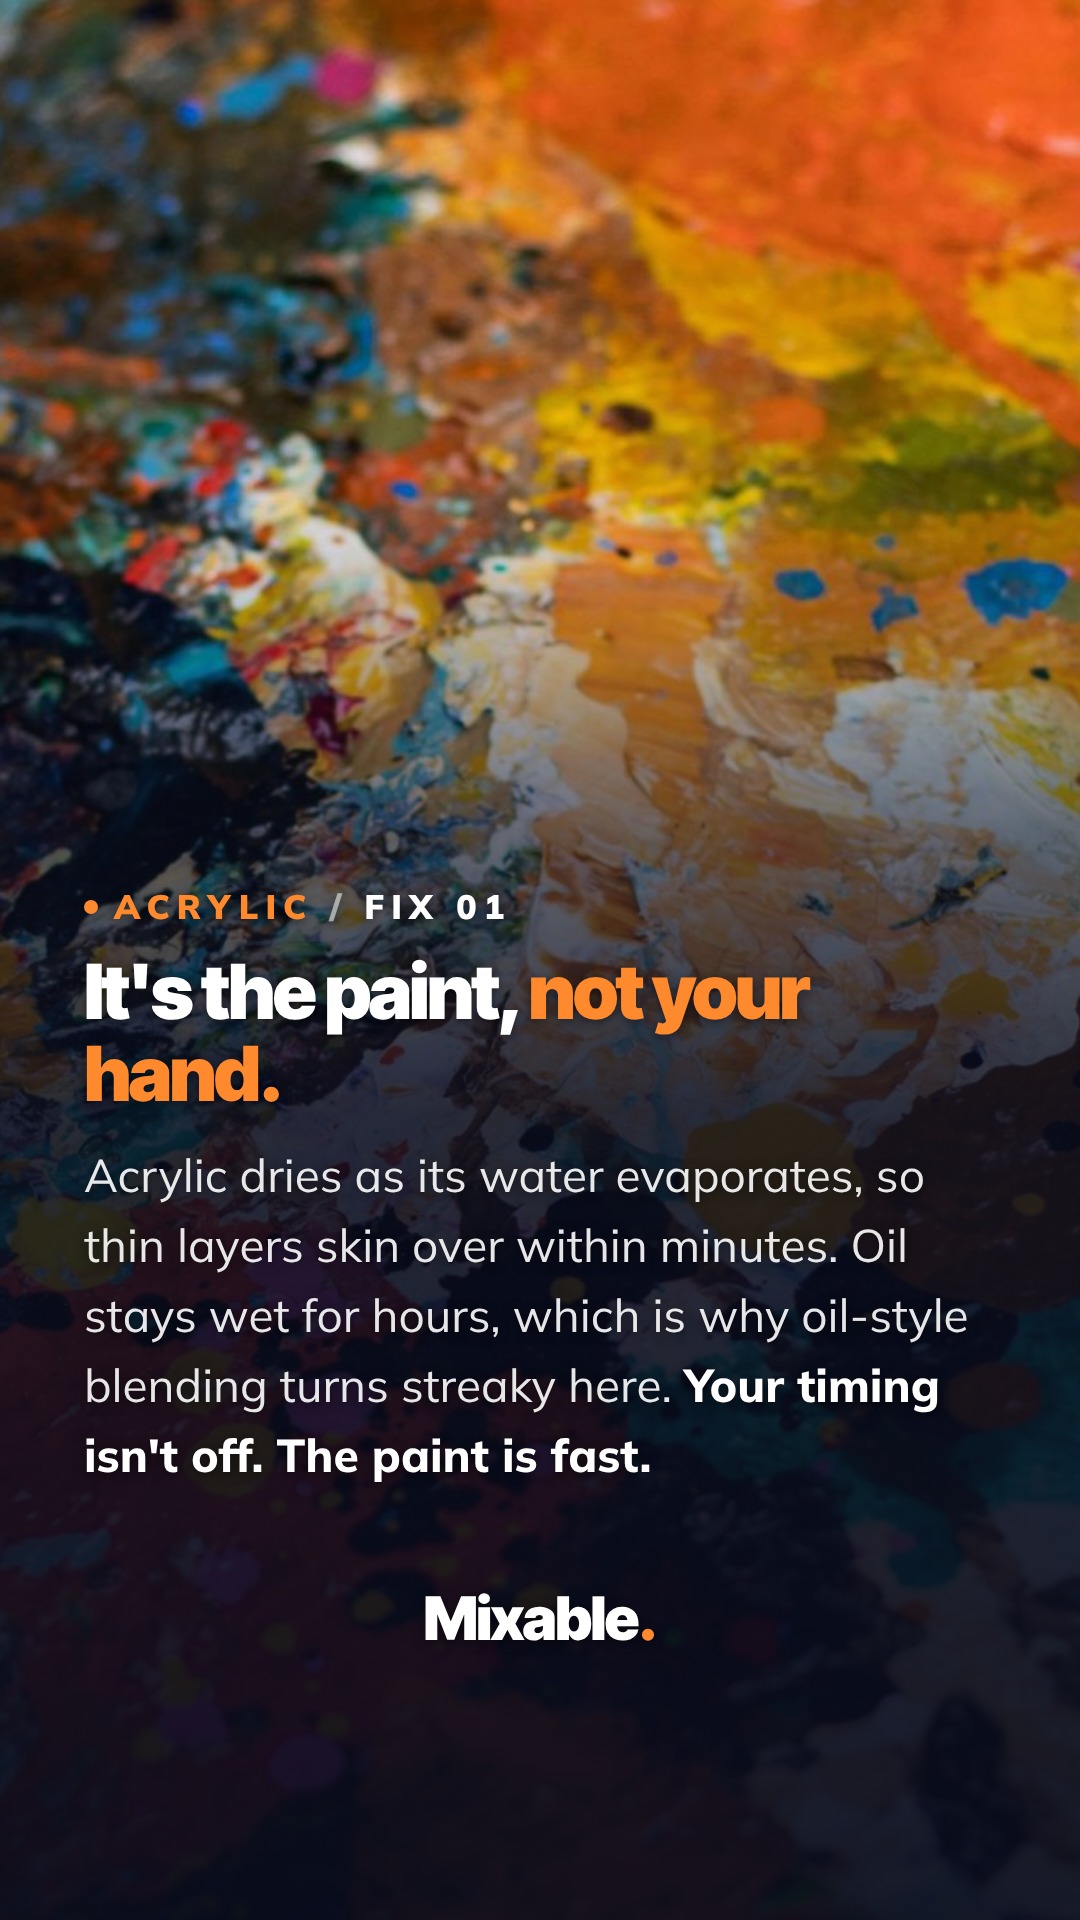 • ACRYLIC / FIX 01
It's the paint, not your
hand.
Acrylic dries as its water evaporates, so
thin layers skin over within minutes. Oil
stays wet for hours, which is why oil-style
blending turns streaky here. Your timing
isn't off. The paint is fast.
Mixable.